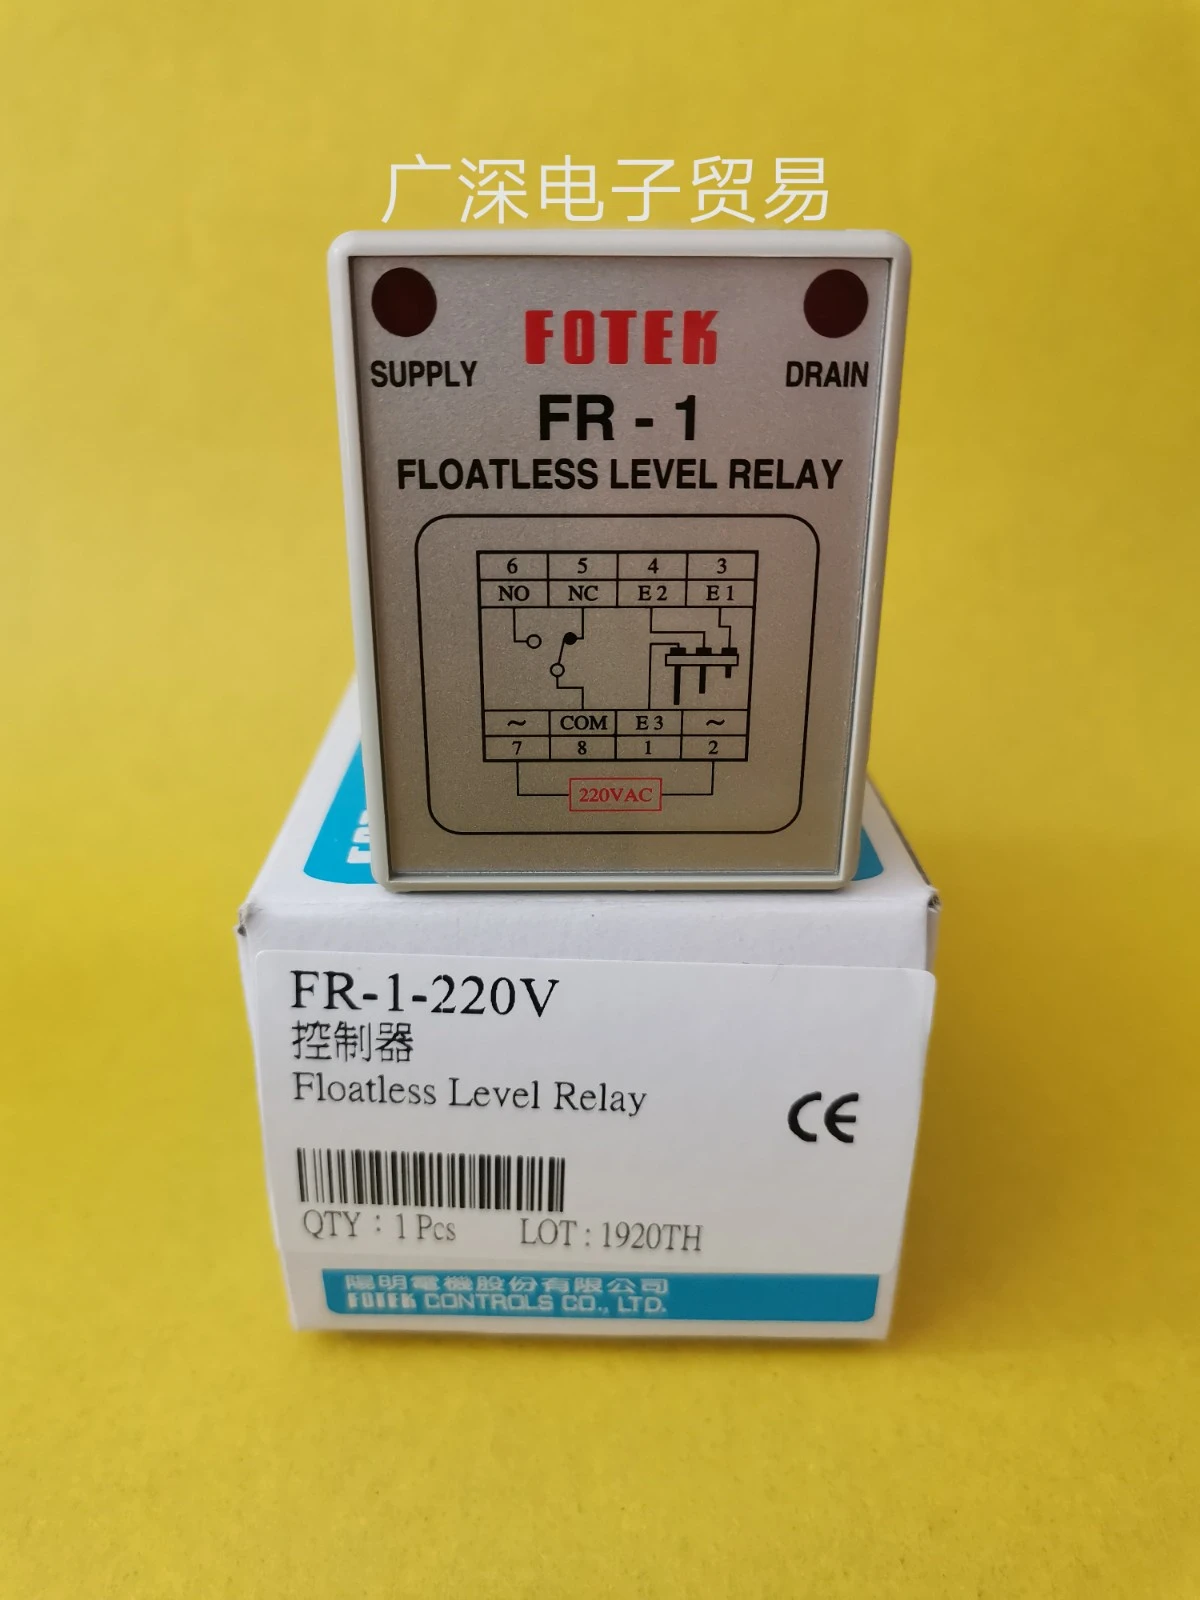 广深电子贸易
FOTEK
SUPPLY
DRAIN
FR - 1
FLOATLESS LEVEL RELAY
6 5 4 3
NO NC E 2 E 1
~ COM E 3 ~
7 8 1 2
220VAC
FR-1-220V
控制器
Floatless Level Relay
CE
QTY : 1 Pcs LOT : 1920TH
陽明電機股份有限公司
FOTEK CONTROLS CO., LTD.